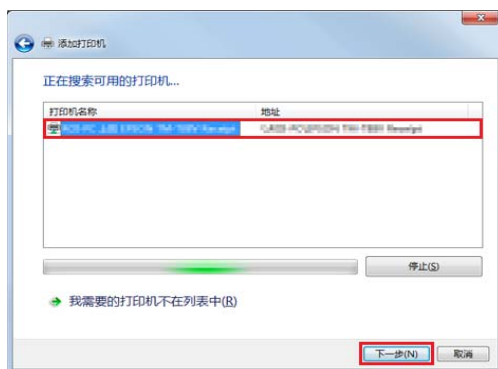 添加打印机
正在搜索可用的打印机...
打印机名称 地址
停止(S)
我需要的打印机不在列表中(R)
下一步(N) 取消